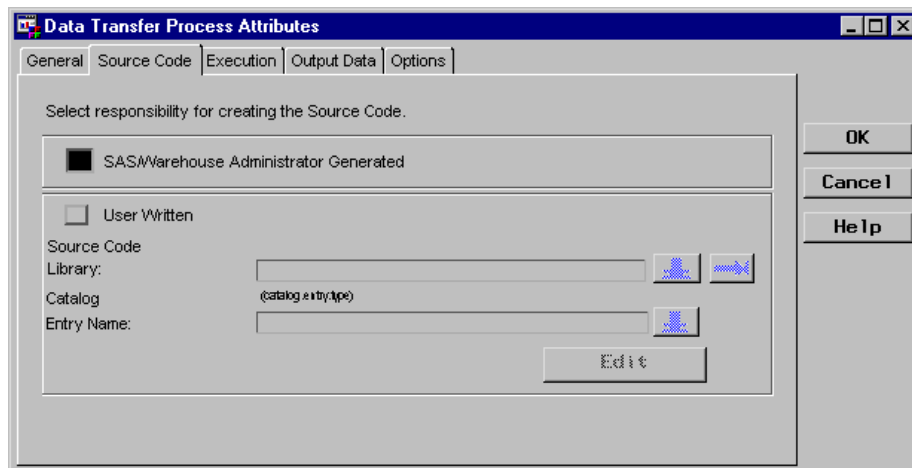 Data Transfer Process Attributes
General Source Code Execution Output Data Options
Select responsibility for creating the Source Code.
SAS/Warehouse Administrator Generated
User Written
Source Code
Library:
Catalog (catalog.entry.type)
Entry Name:
Edit
OK
Cancel
Help